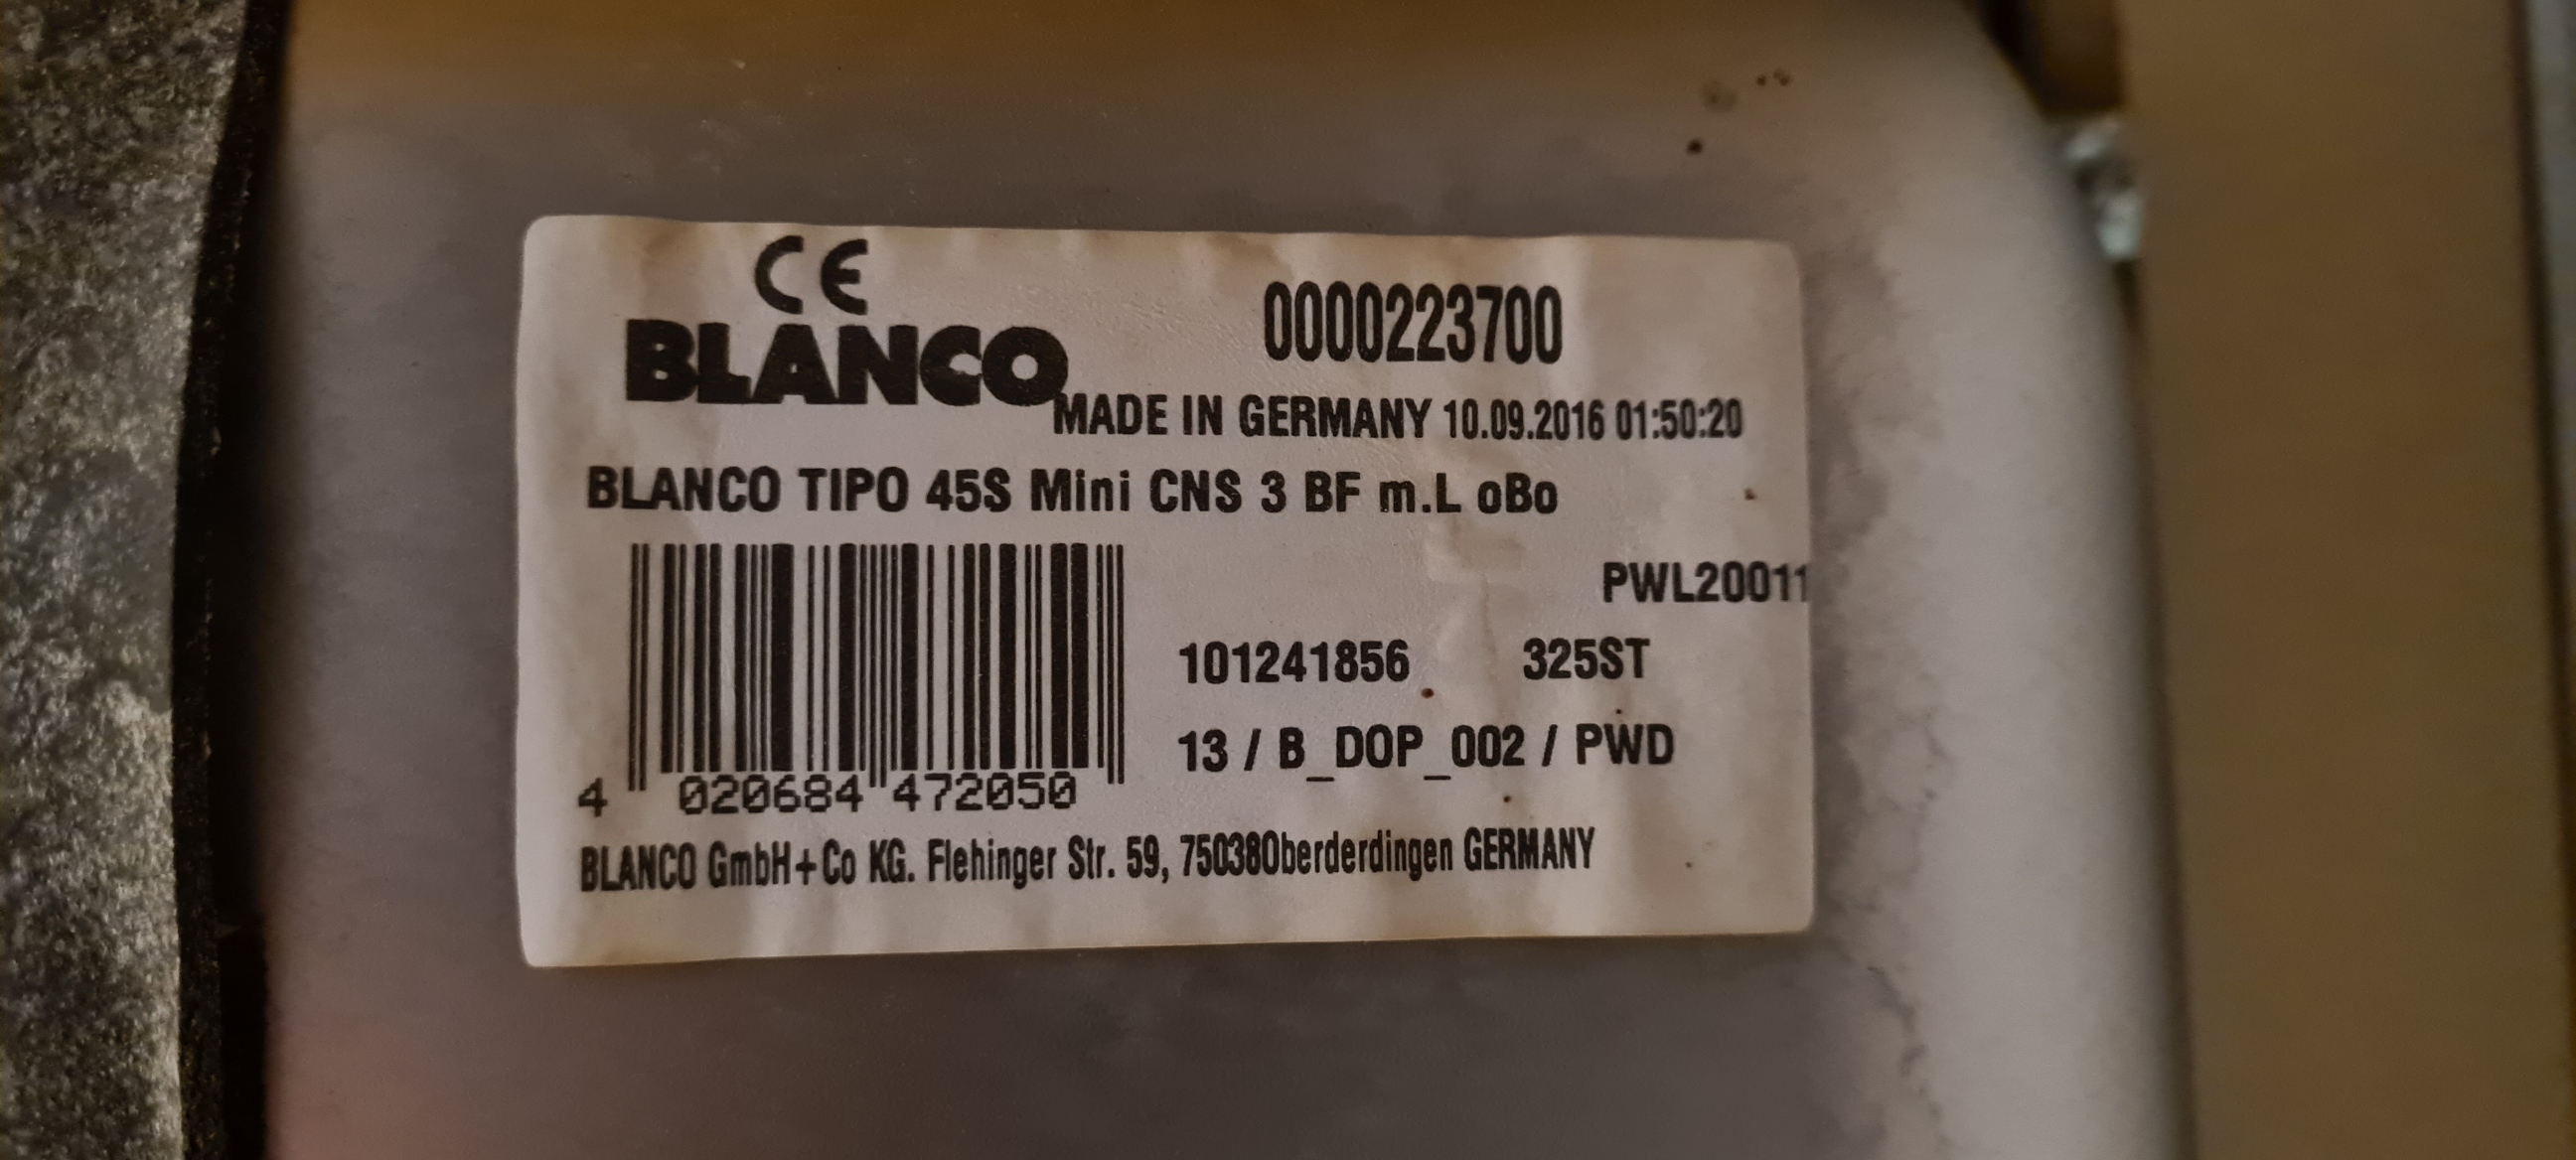 CE
BLANCO
0000223700
MADE IN GERMANY 10.09.2016 01:50:20
BLANCO TIPO 45S Mini CNS 3 BF m.L oBo
PWL20011
101241856 325ST
13 / B_DOP_002 / PWD
4 020684 472050
BLANCO GmbH+Co KG. Flehinger Str. 59, 75038Oberderdingen GERMANY